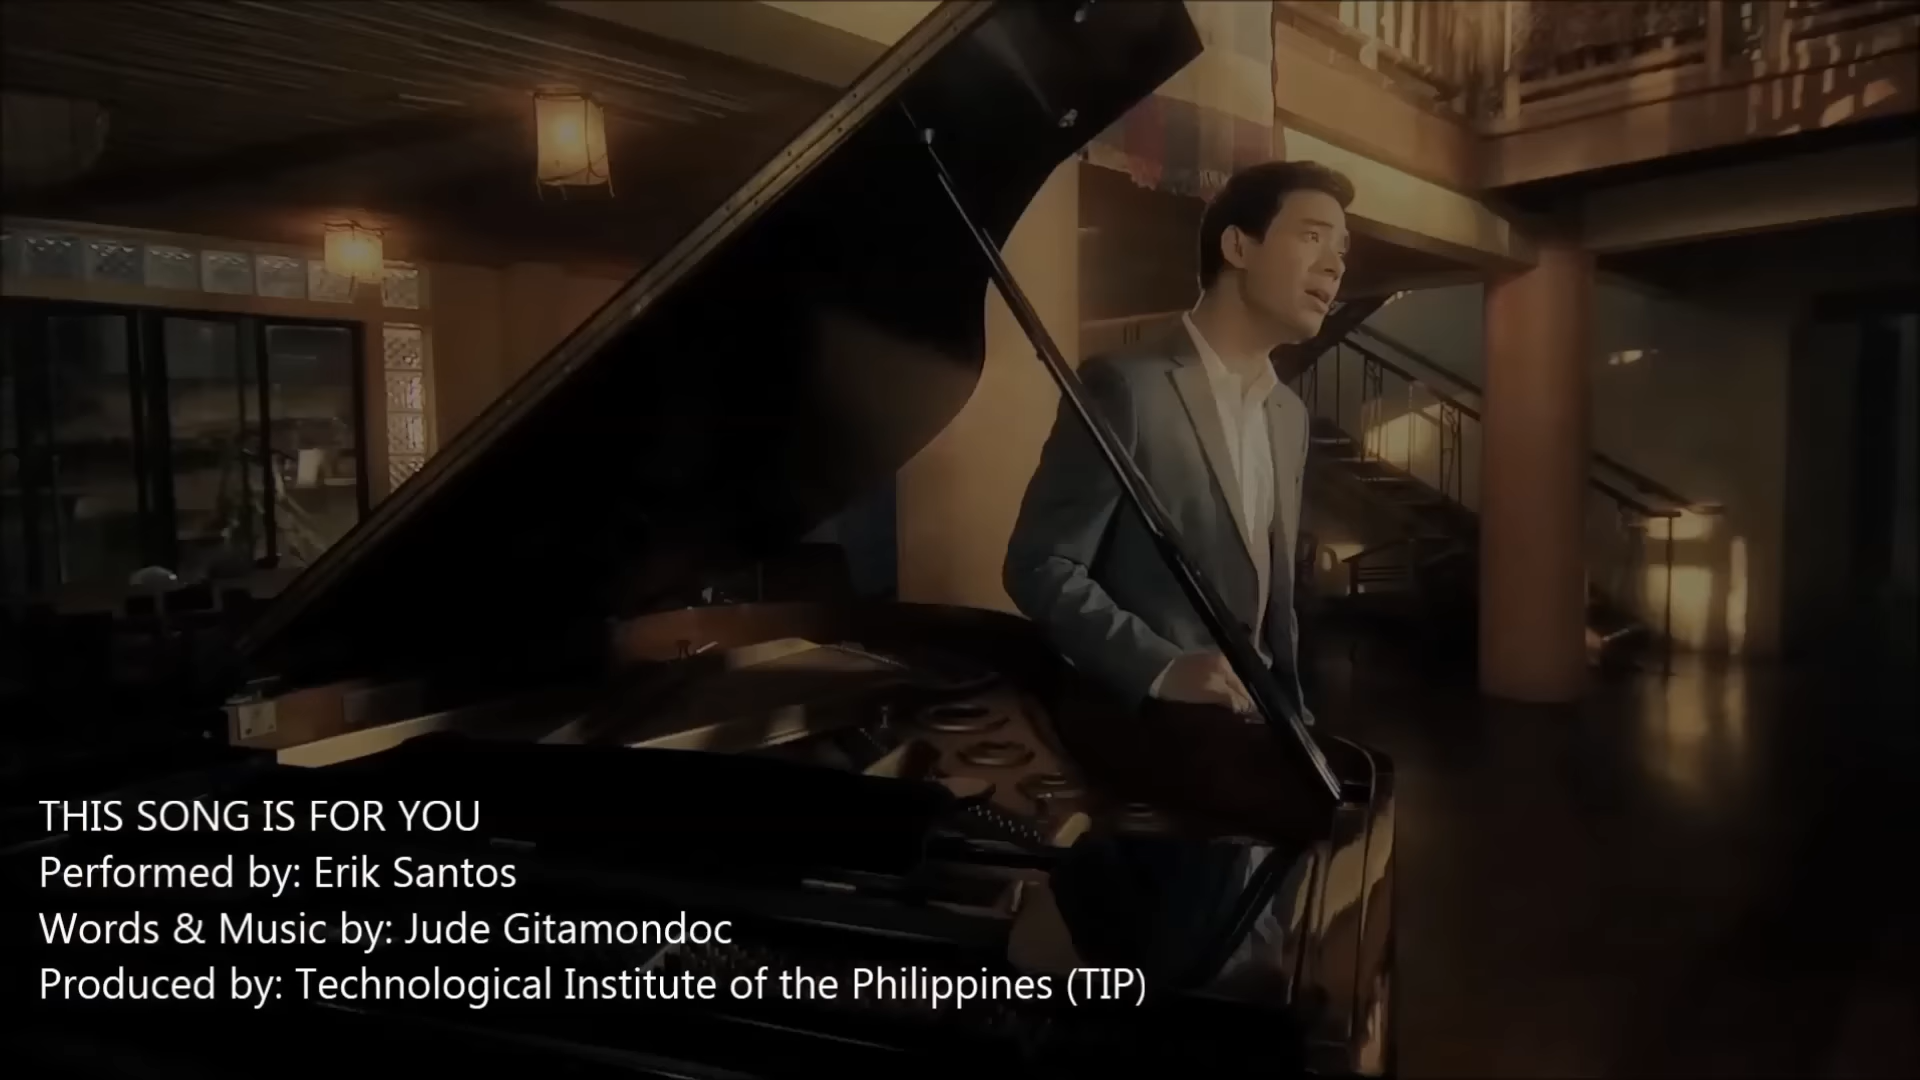 THIS SONG IS FOR YOU
Performed by: Erik Santos
Words & Music by: Jude Gitamondoc
Produced by: Technological Institute of the Philippines (TIP)